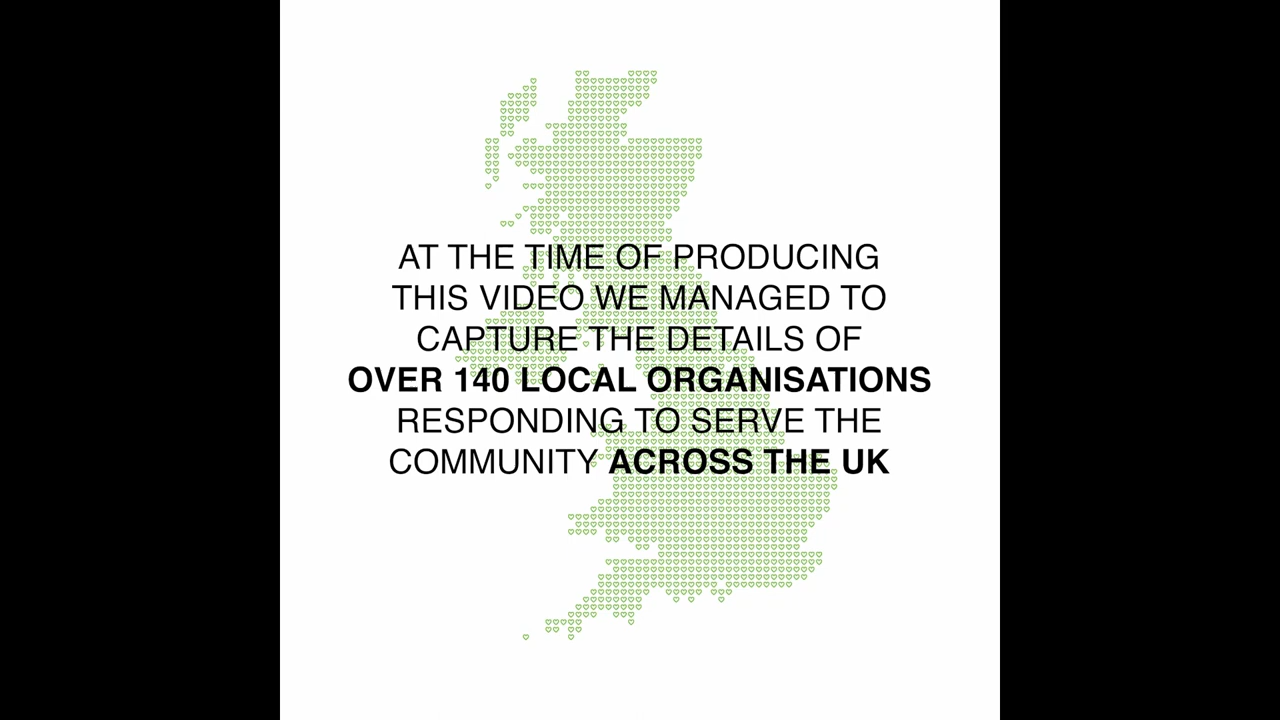 AT THE TIME OF PRODUCING
THIS VIDEO WE MANAGED TO
CAPTURE THE DETAILS OF
OVER 140 LOCAL ORGANISATIONS
RESPONDING TO SERVE THE
COMMUNITY ACROSS THE UK